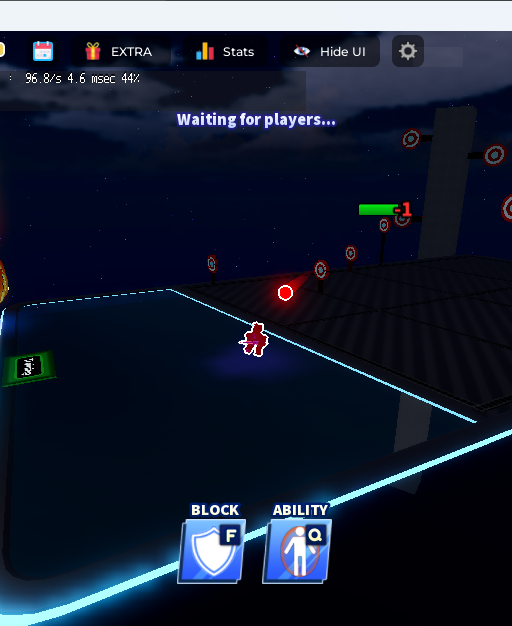 EXTRA
Stats
Hide UI
: 96.8/s 4.6 msec 44%
Waiting for players...
-1
BLOCK
ABILITY
F
Q